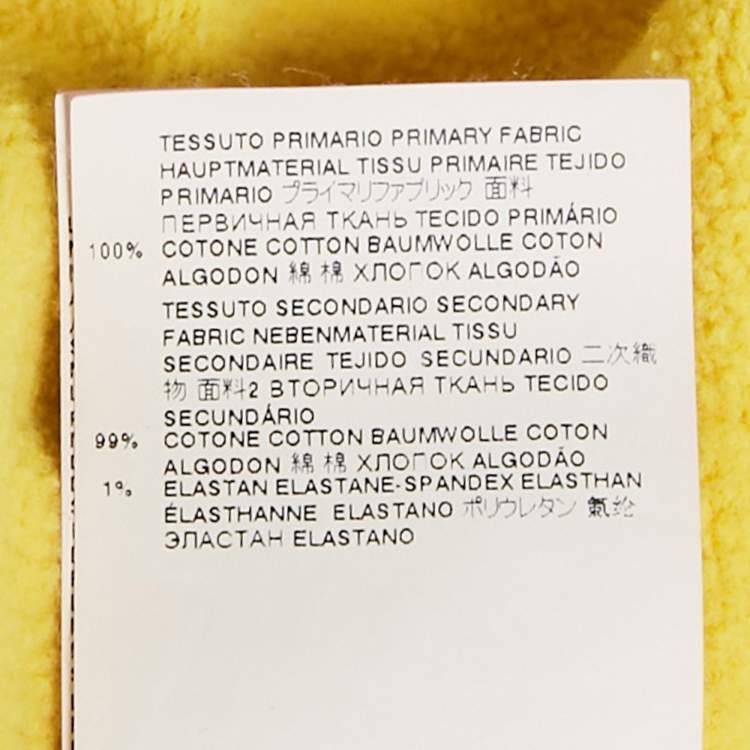 TESSUTO PRIMARIO PRIMARY FABRIC
HAUPTMATERIAL TISSU PRIMAIRE TEJIDO
PRIMARIO プライマリファブリック 面料
ПЕРВИЧНАЯ ТКАНЬ TECIDO PRIMÁRIO
100% COTONE COTTON BAUMWOLLE COTON
ALGODON 綿 棉 ХЛОГОК ALGODÃO
TESSUTO SECONDARIO SECONDARY
FABRIC NEBENMATERIAL TISSU
SECONDAIRE TEJIDO SECUNDARIO 二次織
物 面料2 ВТОРИЧНАЯ ТКАНЬ TECIDO
SECUNDÁRIO
99% COTONE COTTON BAUMWOLLE COTON
ALGODON 綿 棉 ХЛОГОК ALGODÃO
1% ELASTAN ELASTANE-SPANDEX ELASTHAN
ÉLASTHANNE ELASTANO ポリウレタン 氨纶
ЭЛАСТАН ELASTANO